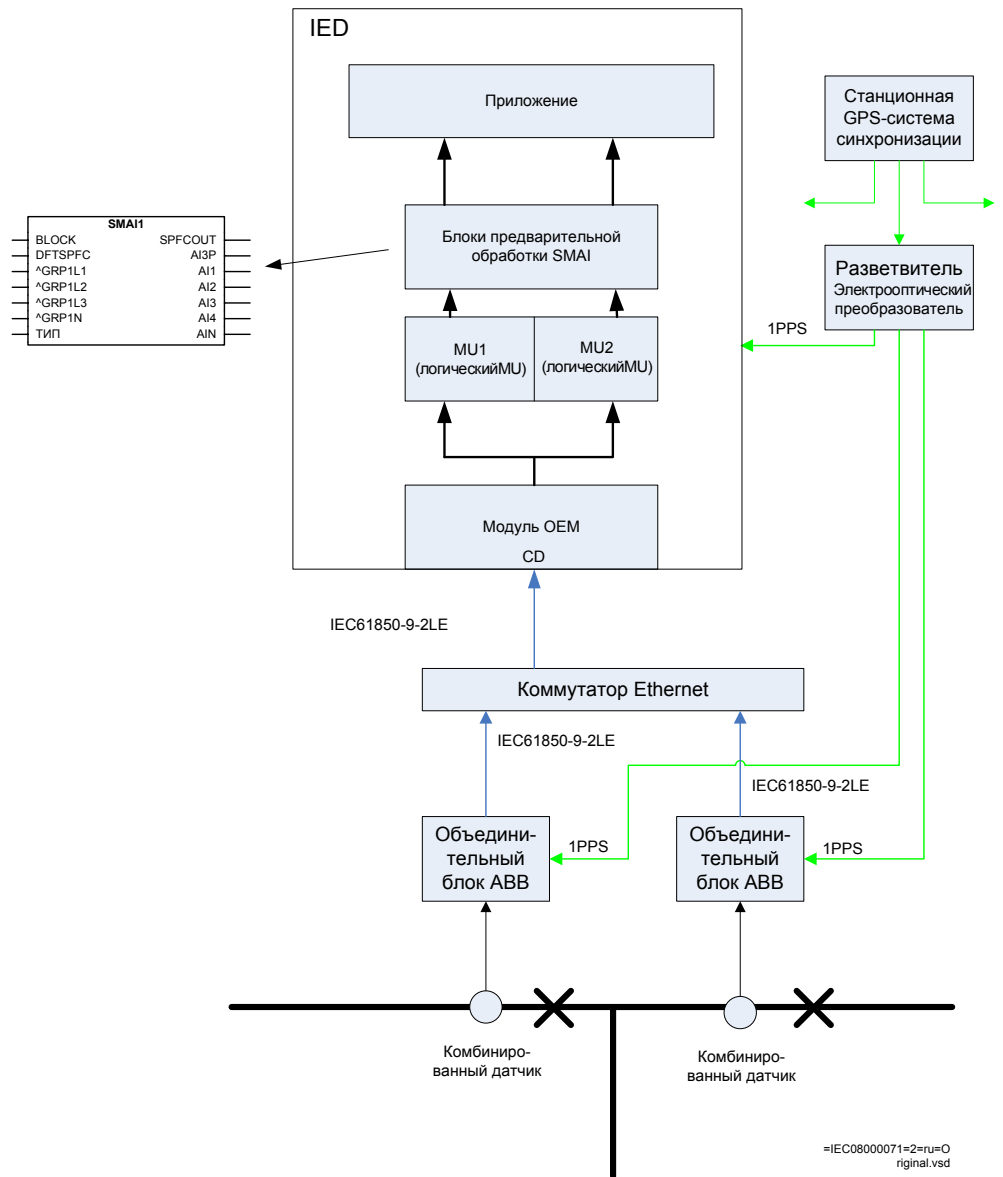 IED
Приложение
Станционная
GPS-система
синхронизации
SMAI1
BLOCK
DFTSPFC
^GRP1L1
^GRP1L2
^GRP1L3
^GRP1N
ТИП
SPFCOUT
AI3P
AI1
AI2
AI3
AI4
AIN
Блоки предварительной
обработки SMAI
Разветвитель
Электрооптический
преобразователь
1PPS
MU1
(логическийMU)
MU2
(логическийMU)
Модуль OEM
CD
IEC61850-9-2LE
Коммутатор Ethernet
IEC61850-9-2LE
IEC61850-9-2LE
Объедини-
тельный
блок ABB
1PPS
Объедини-
тельный
блок ABB
1PPS
Комбиниро-
ванный датчик
Комбиниро-
ванный датчик
=IEC08000071=2=ru=O
riginal.vsd